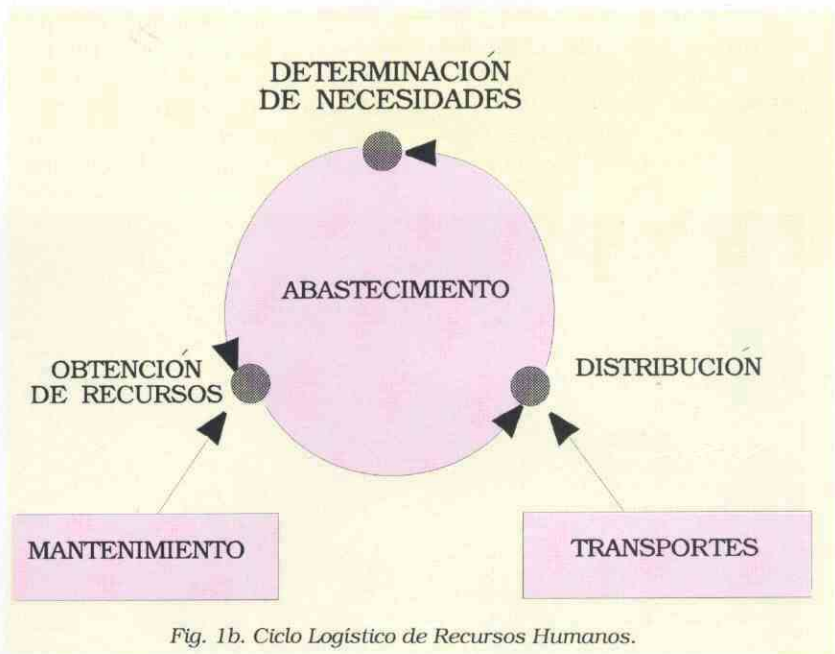 DETERMINACIÓN
DE NECESIDADES
ABASTECIMIENTO
OBTENCIÓN
DE RECURSOS
DISTRIBUCIÓN
MANTENIMIENTO
TRANSPORTES
Fig. 1b. Ciclo Logístico de Recursos Humanos.